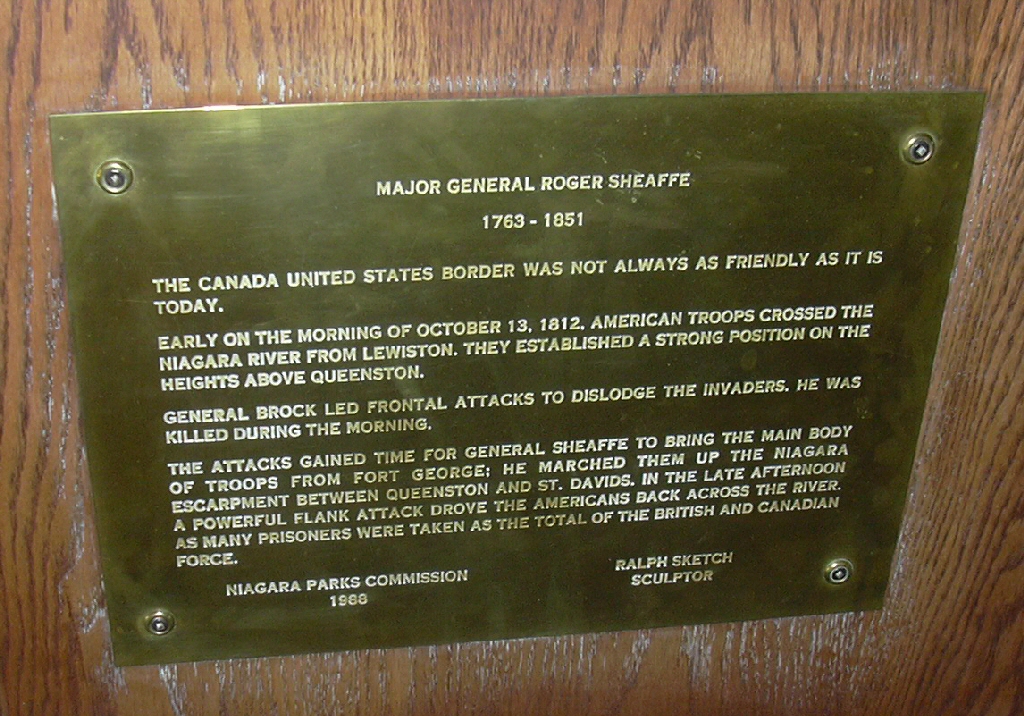 MAJOR GENERAL ROGER SHEAFFE
1763 - 1851
THE CANADA UNITED STATES BORDER WAS NOT ALWAYS AS FRIENDLY AS IT IS
TODAY.
EARLY ON THE MORNING OF OCTOBER 13, 1812, AMERICAN TROOPS CROSSED THE
NIAGARA RIVER FROM LEWISTON. THEY ESTABLISHED A STRONG POSITION ON THE
HEIGHTS ABOVE QUEENSTON.
GENERAL BROCK LED FRONTAL ATTACKS TO DISLODGE THE INVADERS. HE WAS
KILLED DURING THE MORNING.
THE ATTACKS GAINED TIME FOR GENERAL SHEAFFE TO BRING THE MAIN BODY
OF TROOPS FROM FORT GEORGE; HE MARCHED THEM UP THE NIAGARA
ESCARPMENT BETWEEN QUEENSTON AND ST. DAVIDS. IN THE LATE AFTERNOON
A POWERFUL FLANK ATTACK DROVE THE AMERICANS BACK ACROSS THE RIVER.
AS MANY PRISONERS WERE TAKEN AS THE TOTAL OF THE BRITISH AND CANADIAN
FORCE.
NIAGARA PARKS COMMISSION
1988
RALPH SKETCH
SCULPTOR